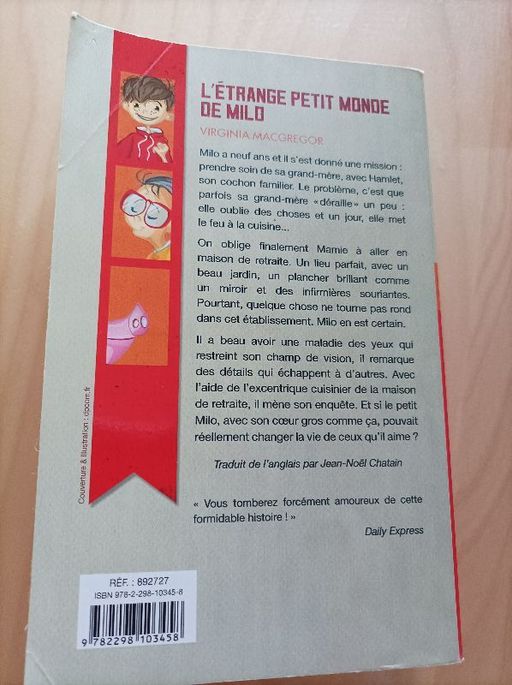 L'ÉTRANGE PETIT MONDE
DE MILO
VIRGINIA MACGREGOR
Milo a neuf ans et il s'est donné une mission :
prendre soin de sa grand-mère, avec Hamlet,
son cochon familier. Le problème, c'est que
parfois sa grand-mère « déraille » un peu :
elle oublie des choses et un jour, elle met
le feu à la cuisine...
On oblige finalement Mamie à aller en
maison de retraite. Un lieu parfait, avec un
beau jardin, un plancher brillant comme
un miroir et des infirmières souriantes.
Pourtant, quelque chose ne tourne pas rond
dans cet établissement. Milo en est certain.
Il a beau avoir une maladie des yeux qui
restreint son champ de vision, il remarque
des détails qui échappent à d'autres. Avec
l'aide de l'excentrique cuisinier de la maison
de retraite, il mène son enquête. Et si le petit
Milo, avec son cœur gros comme ça, pouvait
réellement changer la vie de ceux qu'il aime ?
Traduit de l'anglais par Jean-Noël Chatain
« Vous tomberez forcément amoureux de cette
formidable histoire ! »
Daily Express
Couverture & Illustration : dpcom.fr
RÉF. : 892727
ISBN 978-2-298-10345-8
9 782298 103458